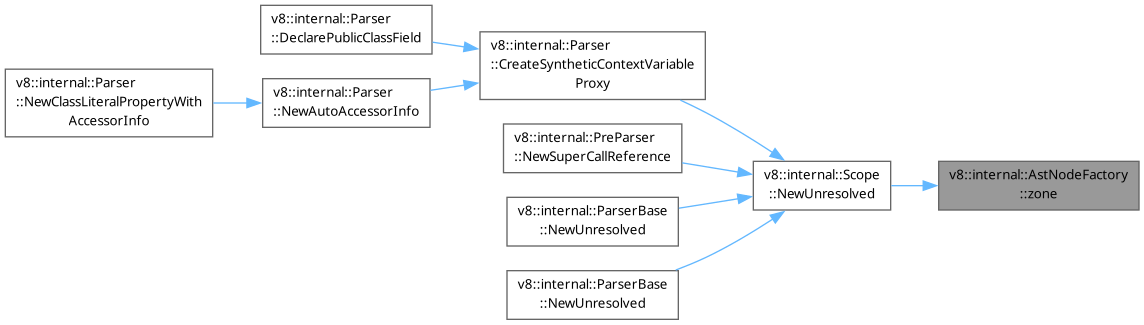 v8::internal::Parser
::DeclarePublicClassField
v8::internal::Parser
::CreateSyntheticContextVariable
Proxy
v8::internal::Parser
::NewClassLiteralPropertyWith
AccessorInfo
v8::internal::Parser
::NewAutoAccessorInfo
v8::internal::PreParser
::NewSuperCallReference
v8::internal::Scope
::NewUnresolved
v8::internal::AstNodeFactory
::zone
v8::internal::ParserBase
::NewUnresolved
v8::internal::ParserBase
::NewUnresolved